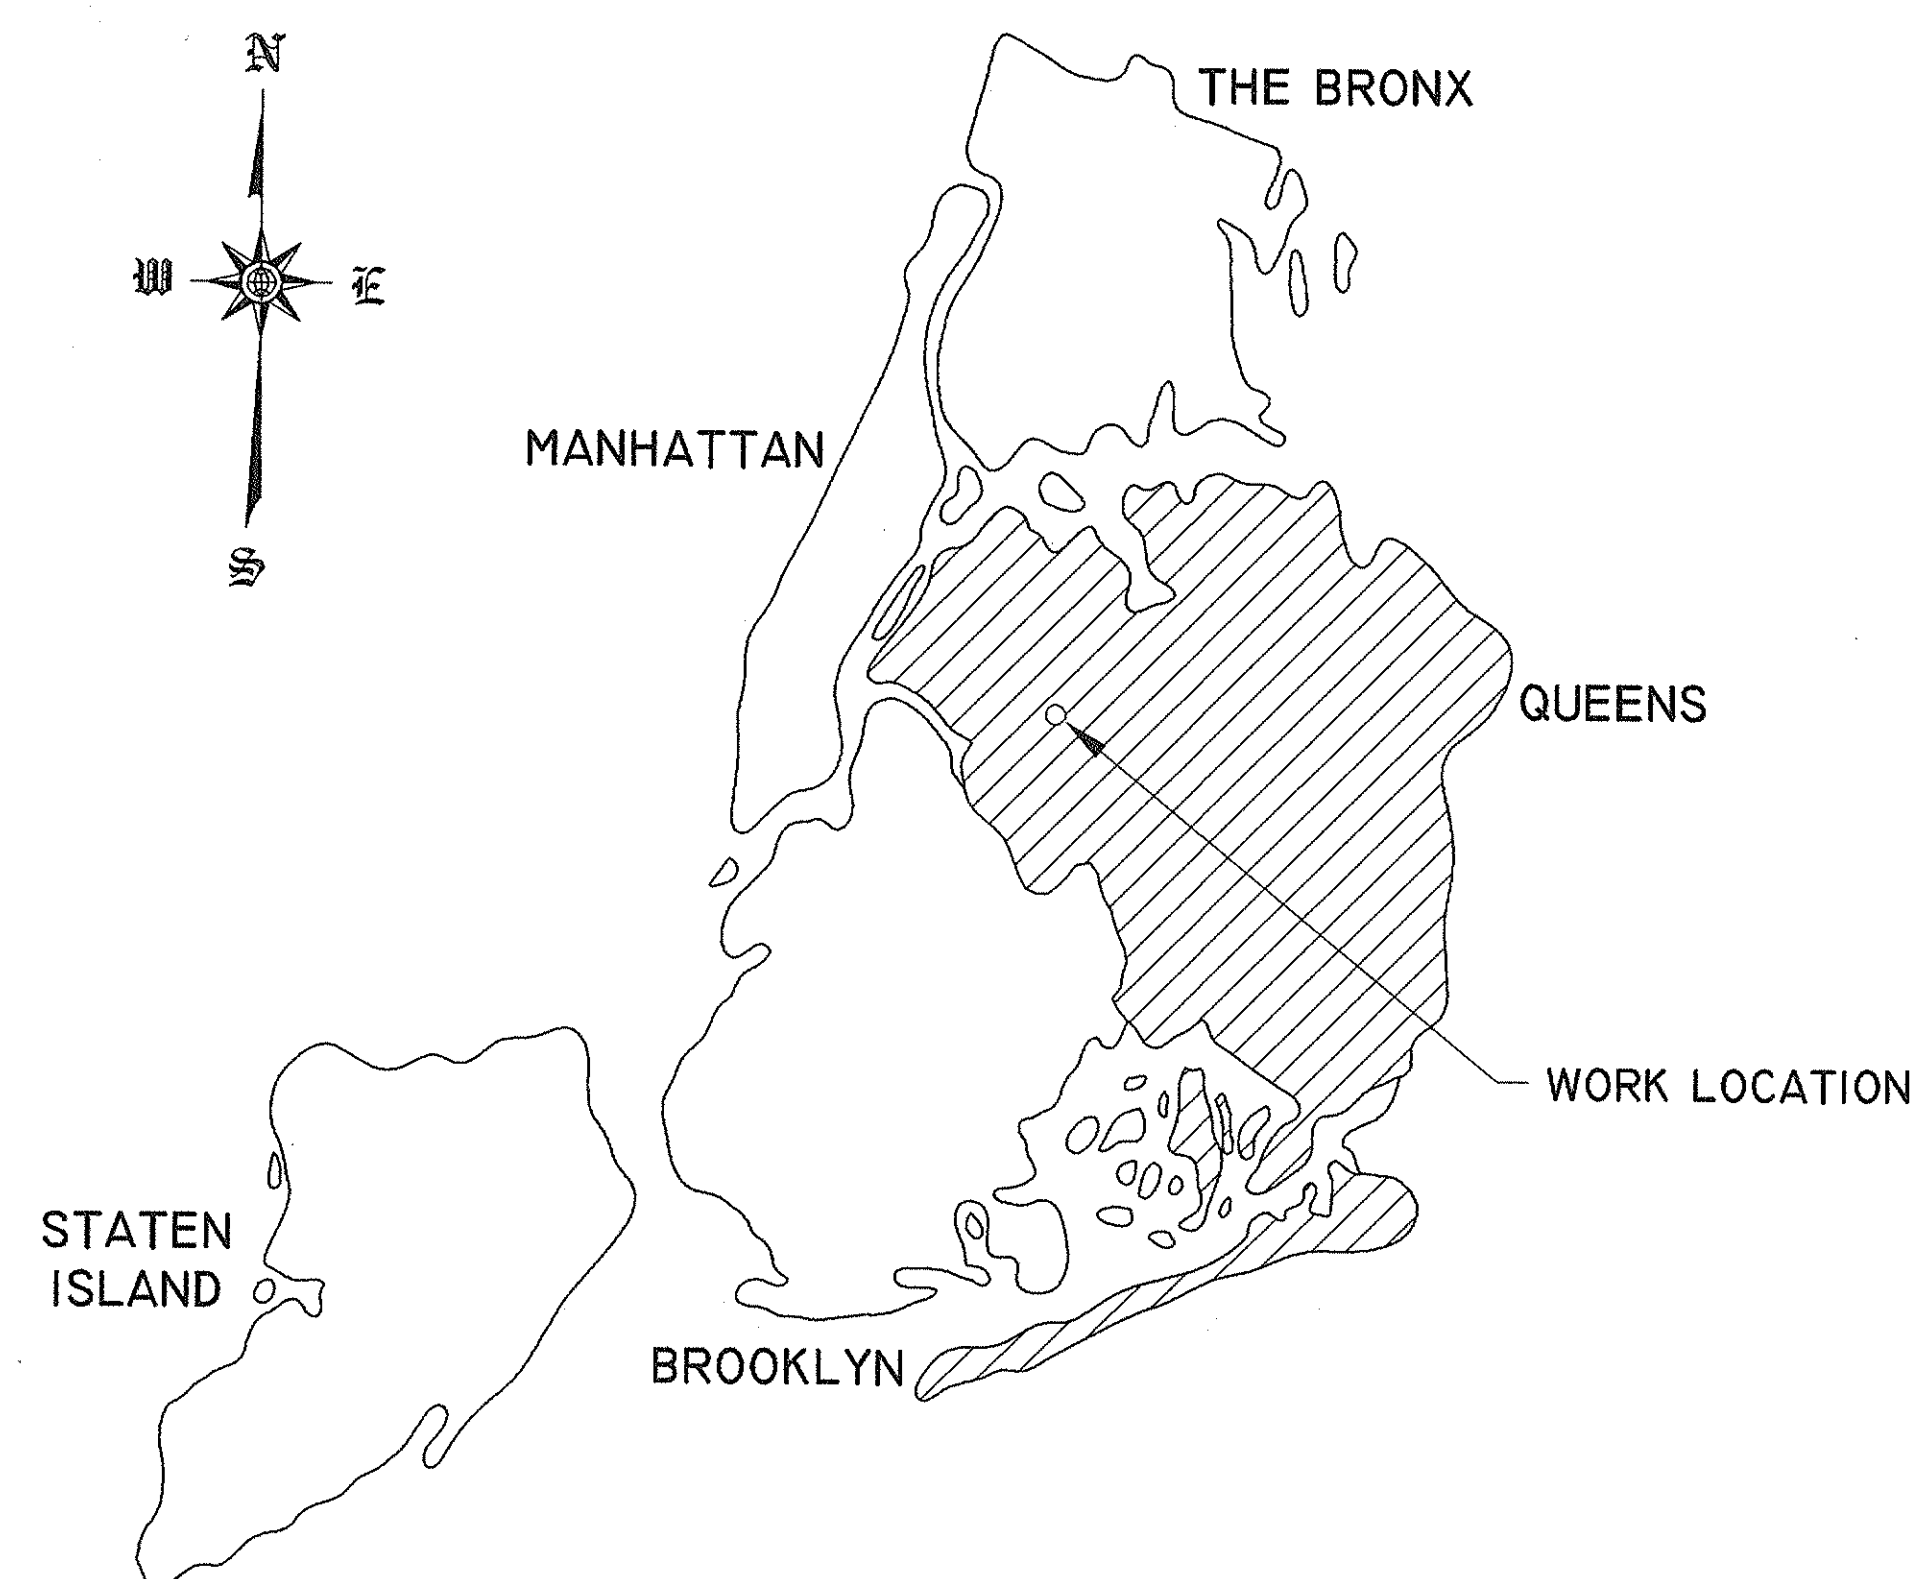 N
THE BRONX
W
E
MANHATTAN
S
QUEENS
WORK LOCATION
STATEN
ISLAND
BROOKLYN